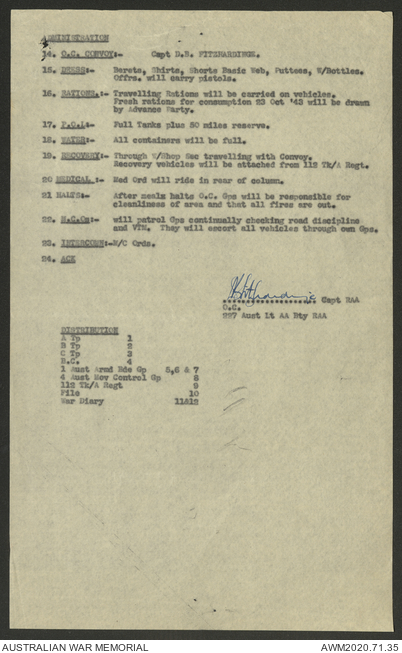 ADMINISTRATION
14. O.C. CONVOY:- Capt D.B. FITZHARDINGE.
15. DRESS:- Berets, Shirts, Shorts Basic Web, Puttees, W/Bottles.
Offrs. will carry pistols.
16. RATIONS:- Travelling Rations will be carried on vehicles.
Fresh rations for consumption 23 Oct '43 will be drawn
by Advance Party.
17. P.O.L:- Full Tanks plus 50 miles reserve.
18. WATER:- All containers will be full.
19. RECOVERY:- Through W/Shop Sec travelling with Convoy.
Recovery vehicles will be attached from 112 Tk/A Regt.
20 MEDICAL:- Med Ord will ride in rear of column.
21 HALTS:- After meals halts O.C. Gps will be responsible for
cleanliness of area and that all fires are out.
22. M.C.Os:- will patrol Gps continually checking road discipline
and VTM. They will escort all vehicles through own Gps.
23. INTERCOMN:-M/C Ords.
24. ACK
Capt RAA
O.C.
227 Aust Lt AA Bty RAA
DISTRIBUTION
A Tp 1
B Tp 2
C Tp 3
B.C. 4
1 Aust Armd Bde Gp 5,6 & 7
4 Aust Mov Control Gp 8
112 Tk/A Regt 9
File 10
War Diary 11&12
AUSTRALIAN WAR MEMORIAL AWM2020.71.35